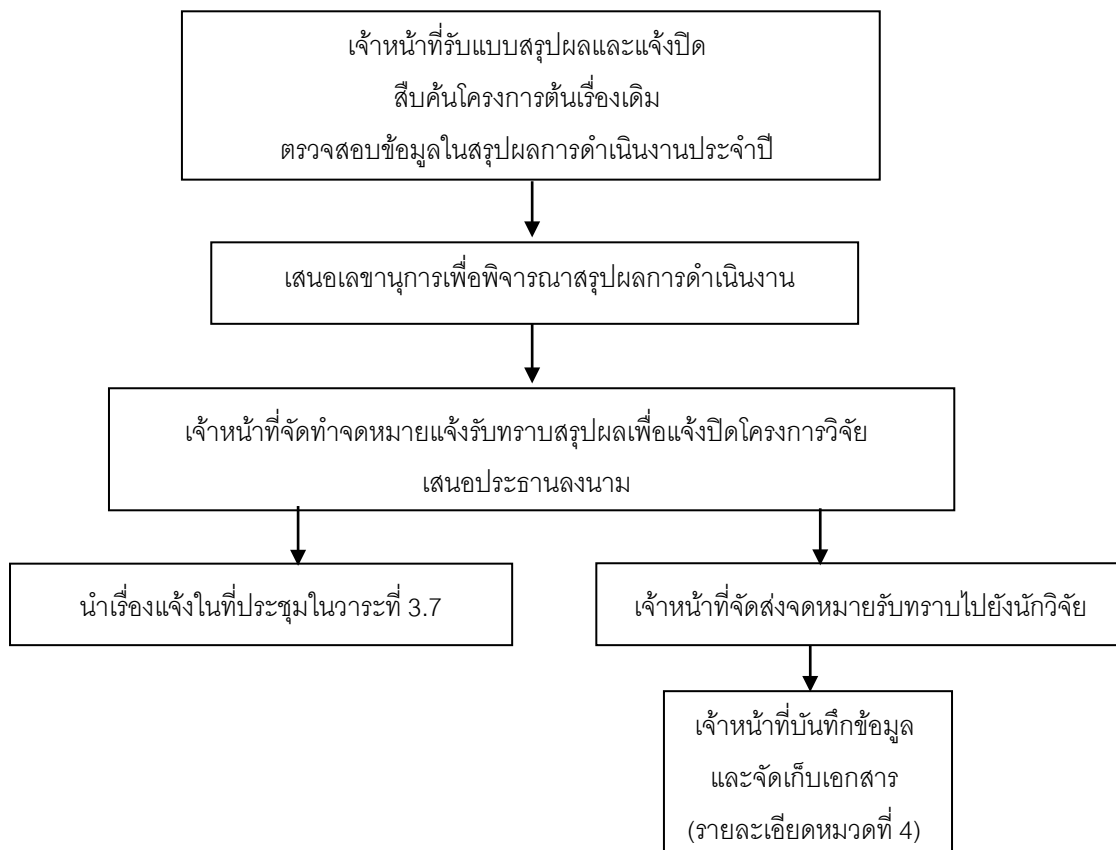 เจ้าหน้าที่รับแบบสรุปผลและแจ้งปิด
สืบค้นโครงการต้นเรื่องเดิม
ตรวจสอบข้อมูลในสรุปผลการดำเนินงานประจำปี
เสนอเลขานุการเพื่อพิจารณาสรุปผลการดำเนินงาน
เจ้าหน้าที่จัดทำจดหมายแจ้งรับทราบสรุปผลเพื่อแจ้งปิดโครงการวิจัย
เสนอประธานลงนาม
นำเรื่องแจ้งในที่ประชุมในวาระที่ 3.7
เจ้าหน้าที่จัดส่งจดหมายรับทราบไปยังนักวิจัย
เจ้าหน้าที่บันทึกข้อมูล
และจัดเก็บเอกสาร
(รายละเอียดหมวดที่ 4)